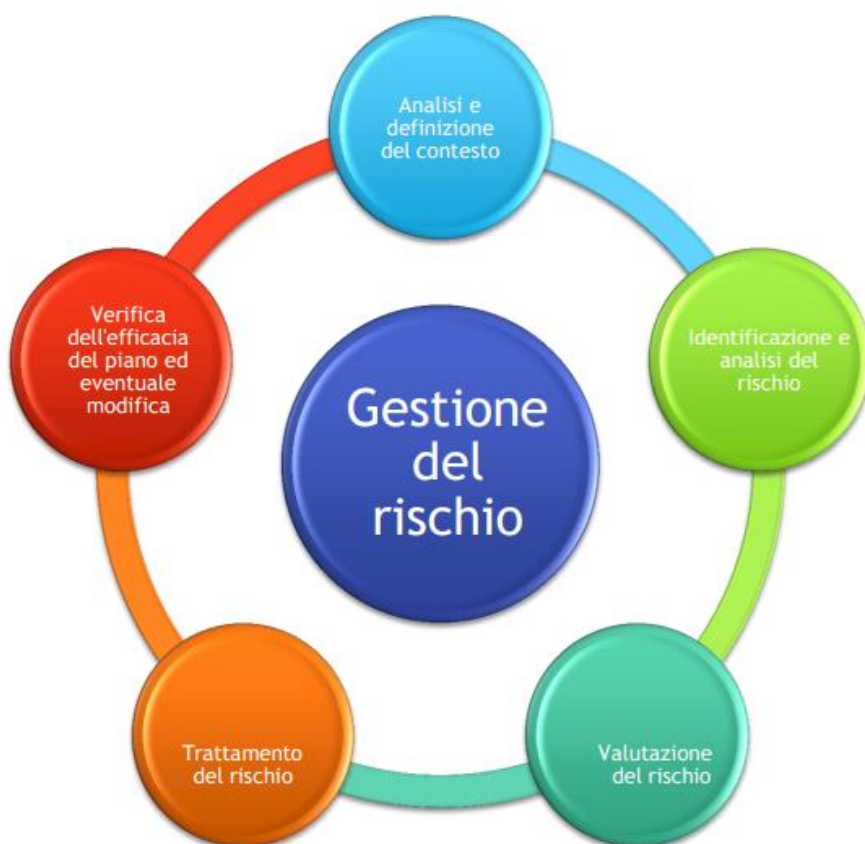 Analisi e
definizione
del contesto
Identificazione e
analisi del
rischio
Valutazione
del rischio
Trattamento
del rischio
Verifica
dell'efficacia
del piano ed
eventuale
modifica
Gestione
del
rischio